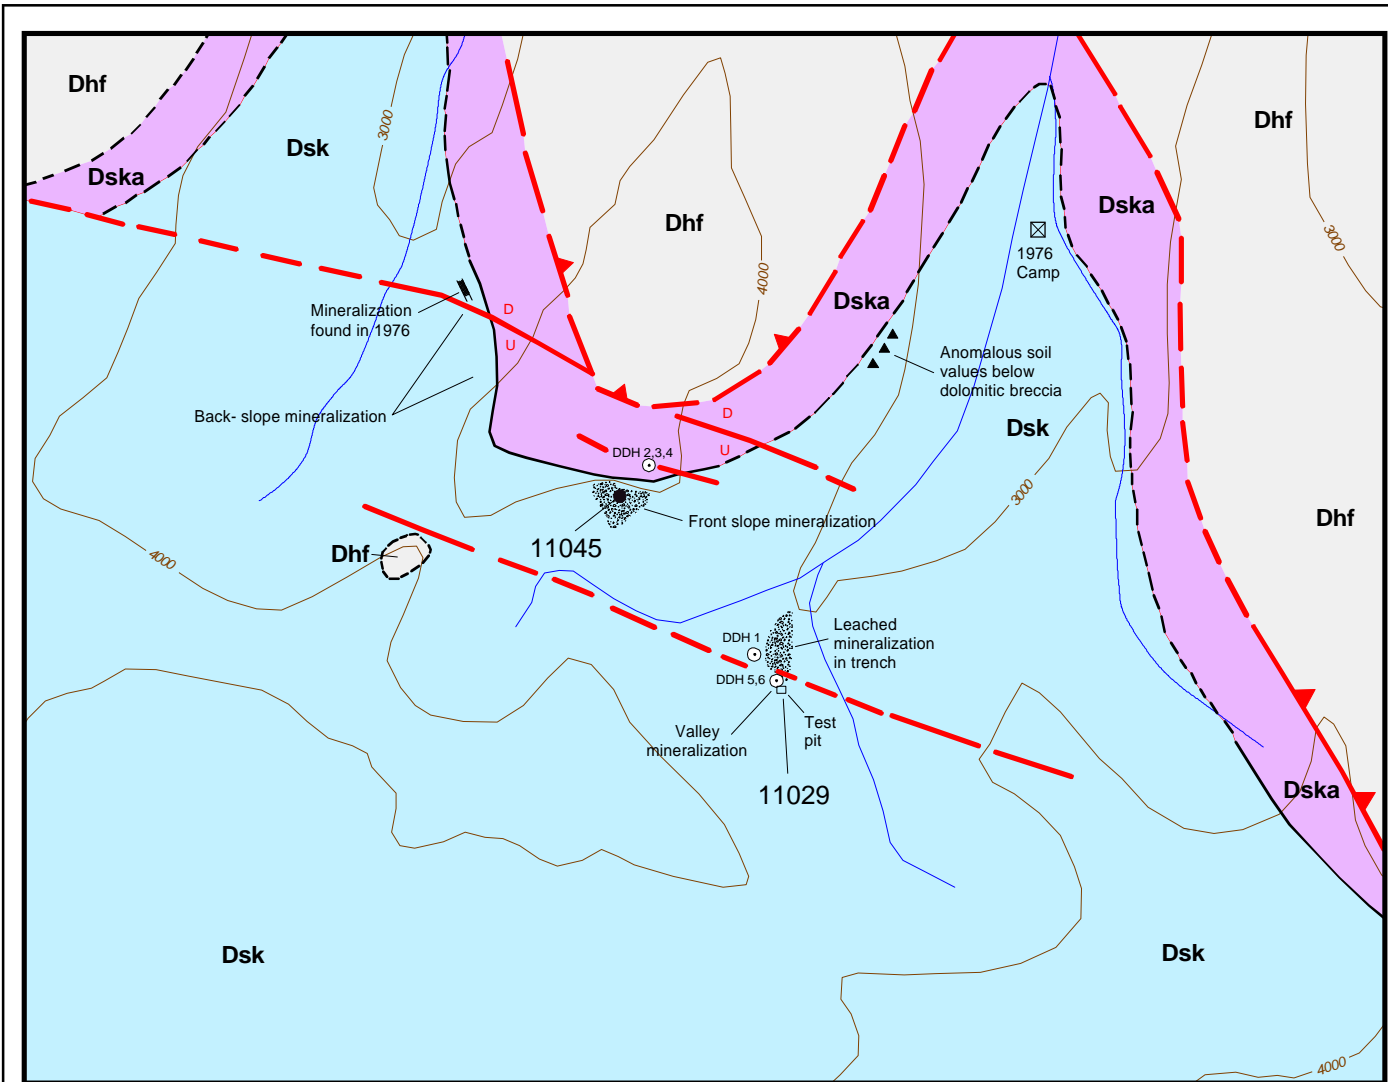 Dhf
3000
Dsk
Dhf
Dska
Dska
Dhf
1976
Camp
3000
4000
Dska
Mineralization
found in 1976
D
U
Anomalous soil
values below
dolomitic breccia
Back- slope mineralization
D
U
Dsk
DDH 2,3,4
3000
Front slope mineralization
Dhf
11045
Dhf
4000
Leached
mineralization
in trench
DDH 1
DDH 5,6
Valley
mineralization
Test
pit
11029
Dska
Dsk
Dsk
4000